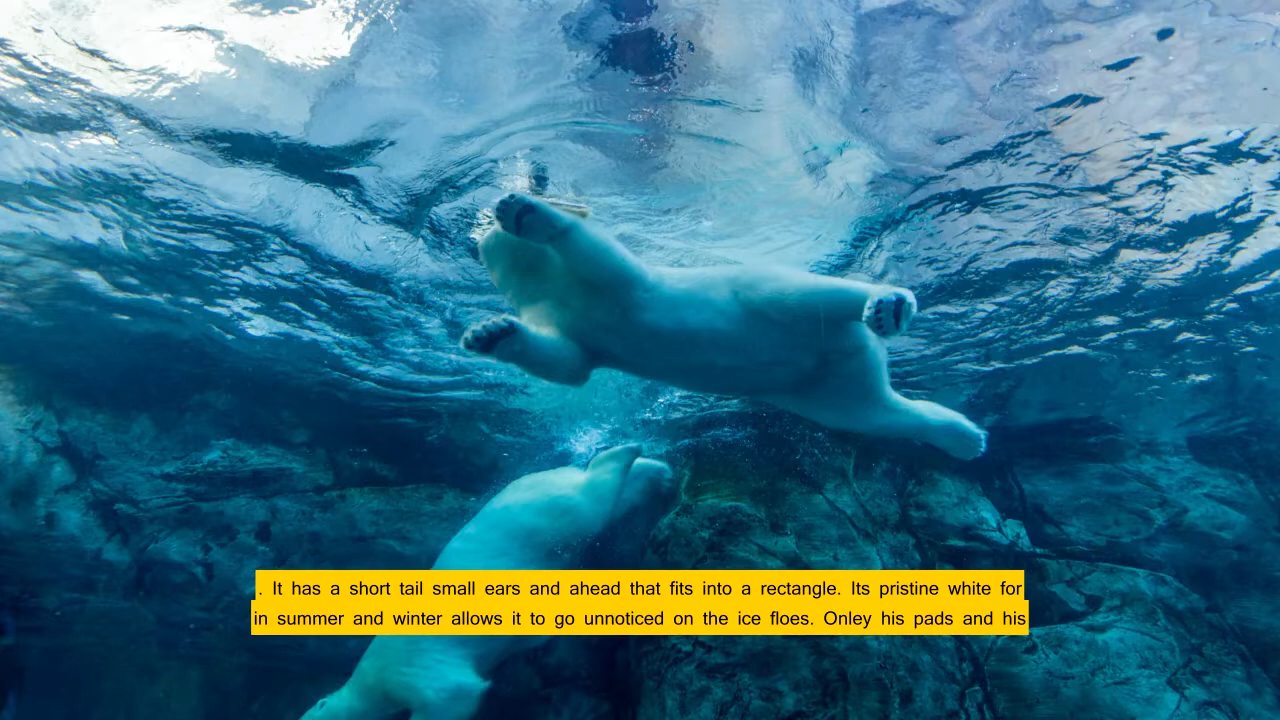 . It has a short tail small ears and ahead that fits into a rectangle. Its pristine white for
in summer and winter allows it to go unnoticed on the ice floes. Onley his pads and his